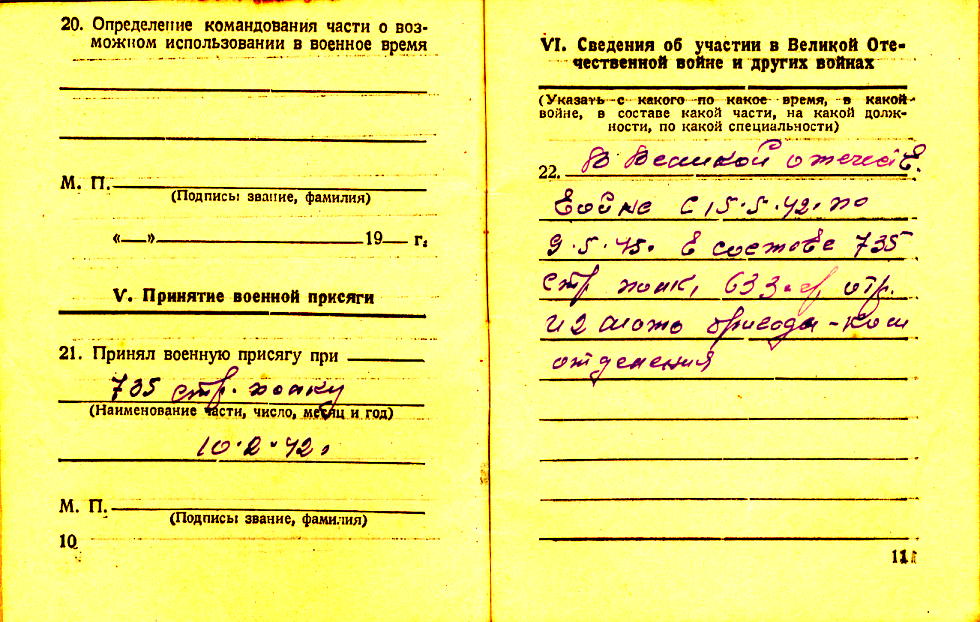 20. Определение командования части о воз-
можном использовании в военное время
М. П.
(Подписы звание, фамилия)
«—» 19— г.
V. Принятие военной присяги
21. Принял военную присягу при
735 стр. полку
(Наименование части, число, месяц и год)
10.2.42.
М. П.
(Подписы звание, фамилия)
10
VI. Сведения об участии в Великой Оте-
чественной войне и других войнах
(Указать с какого по какое время, в какой
войне, в составе какой части, на какой долж-
ности, по какой специальности)
22. В Великой отечеств.
войне с 15.5.42. по
9.5.45. в составе 735
стр полк, 633 отр.
и 2 бригады - ком
отделения
11